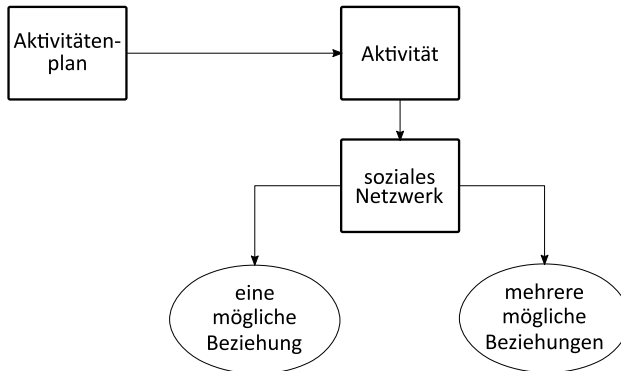 Aktivitäten-
plan
Aktivität
soziales
Netzwerk
eine
mögliche
Beziehung
mehrere
mögliche
Beziehungen